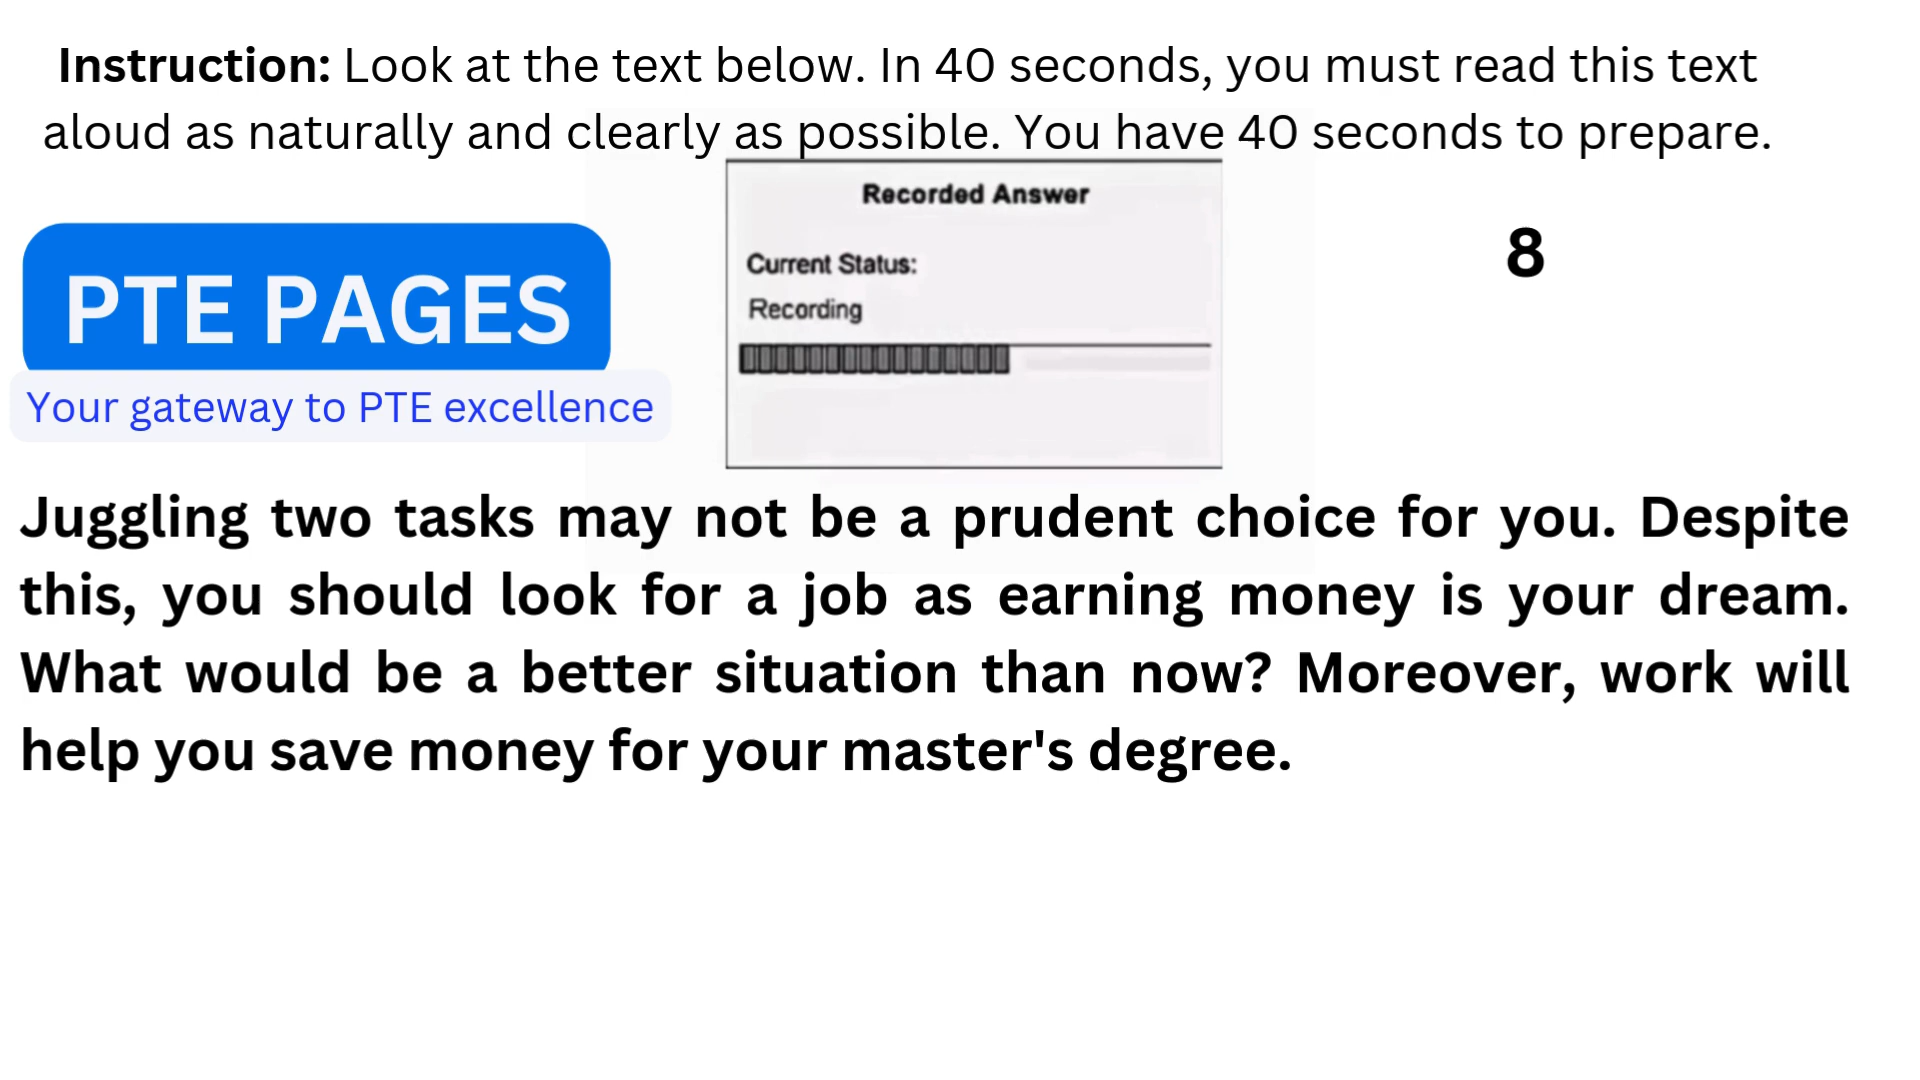 Instruction: Look at the text below. In 40 seconds, you must read this text
aloud as naturally and clearly as possible. You have 40 seconds to prepare.
Recorded Answer
8
Current Status:
Recording
PTE PAGES
Your gateway to PTE excellence
Juggling two tasks may not be a prudent choice for you. Despite
this, you should look for a job as earning money is your dream.
What would be a better situation than now? Moreover, work will
help you save money for your master's degree.